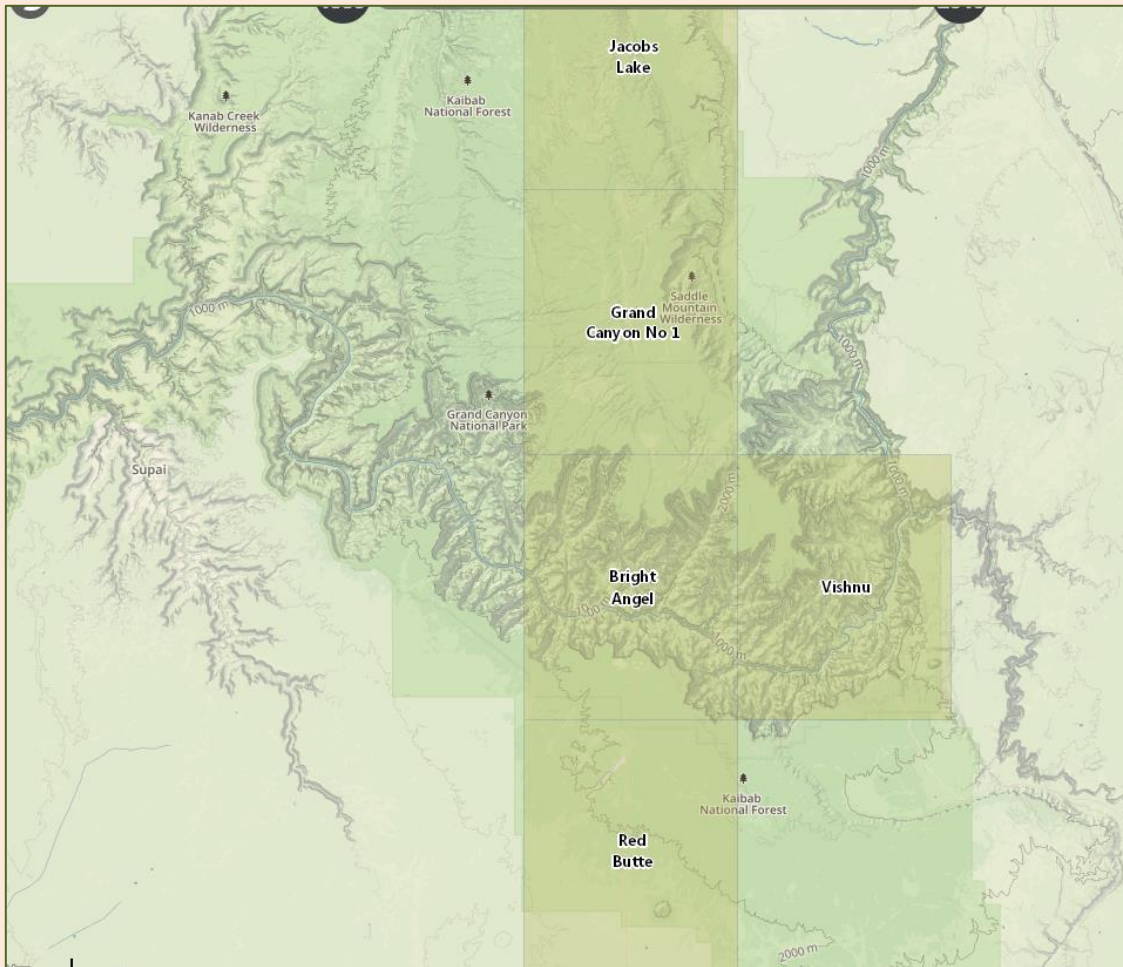 Jacobs
Lake
Kaibab
National Forest
Kanab Creek
Wilderness
1000 m
1000 m
Saddle
Mountain
Wilderness
Grand
Canyon No 1
1000 m
Grand Canyon
National Park
Supai
1000 m
2000 m
Bright
Angel
Vishnu
1000 m
Kaibab
National Forest
Red
Butte
2000 m